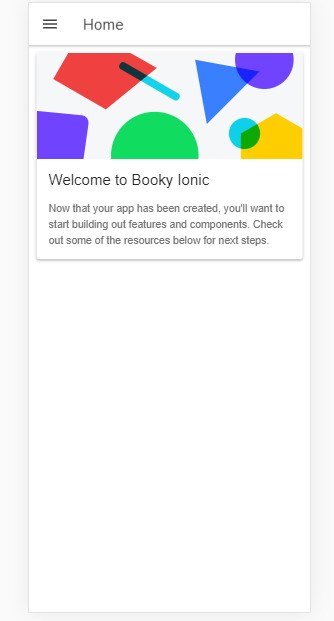 Home
Welcome to Booky Ionic
Now that your app has been created, you'll want to
start building out features and components. Check
out some of the resources below for next steps.